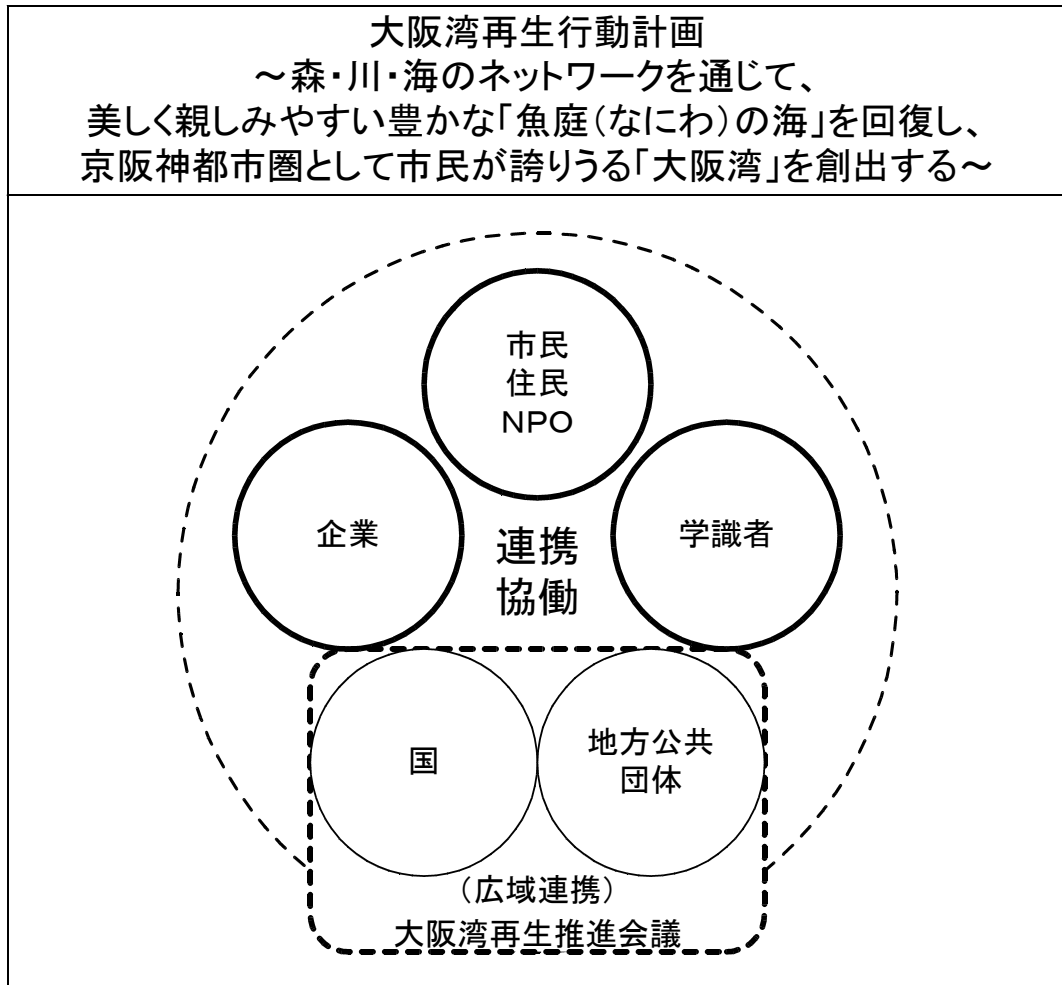 大阪湾再生行動計画
～森・川・海のネットワークを通じて、
美しく親しみやすい豊かな「魚庭（なにわ）の海」を回復し、
京阪神都市圏として市民が誇りうる「大阪湾」を創出する～
市民
住民
NPO
企業
学識者
連携
協働
国
地方公共
団体
（広域連携）
大阪湾再生推進会議